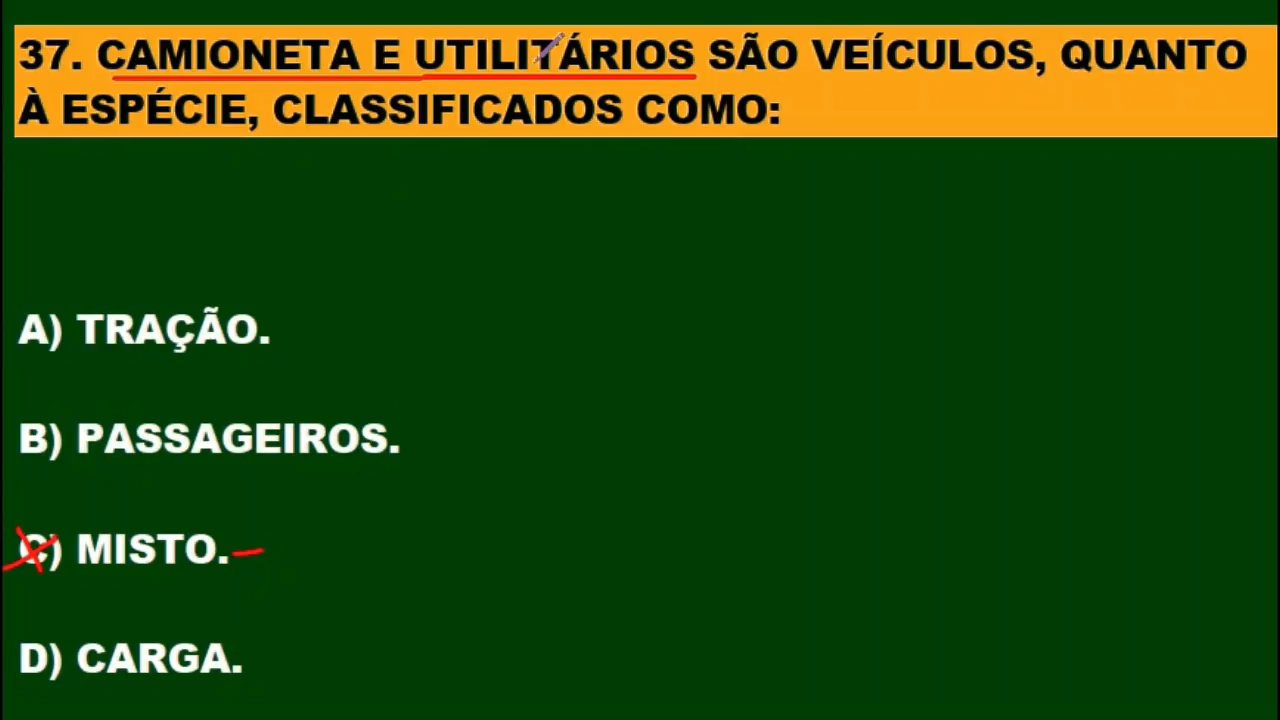 37. CAMIONETA E UTILITÁRIOS SÃO VEÍCULOS, QUANTO
À ESPÉCIE, CLASSIFICADOS COMO:
A) TRAÇÃO.
B) PASSAGEIROS.
C) MISTO.
D) CARGA.